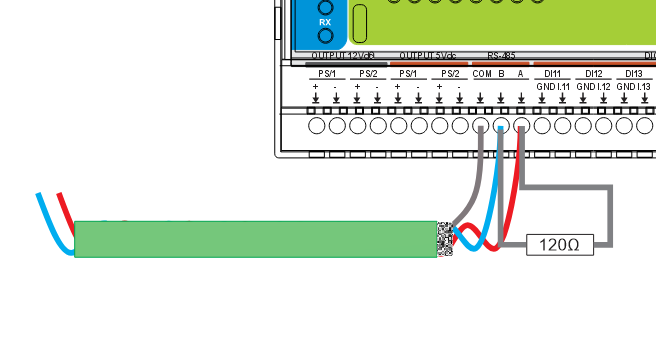 RX
OUTPUT 12Vdc OUTPUT 5Vdc RS-485
PS/1 PS/2 PS/1 PS/2 COM B A DI11 DI12 DI13
+ - + - + - + - GND I.11 GND I.12 GND I.13
120Ω